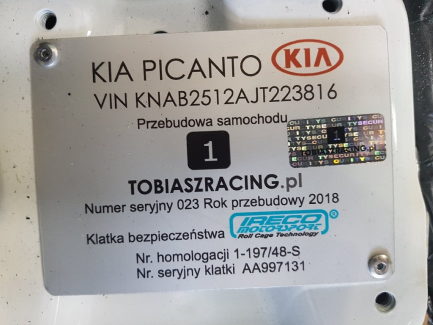 KIA PICANTO KIA
VIN KNAB2512AJT223816
Przebudowa samochodu
1
1
TOBIASZRACING.pl
Numer seryjny 023 Rok przebudowy 2018
Klatka bezpieczeństwa IRECO MOTORSPORT
Roll Cage Technology
Nr. homologacji 1-197/48-S
Nr. seryjny klatki AA997131